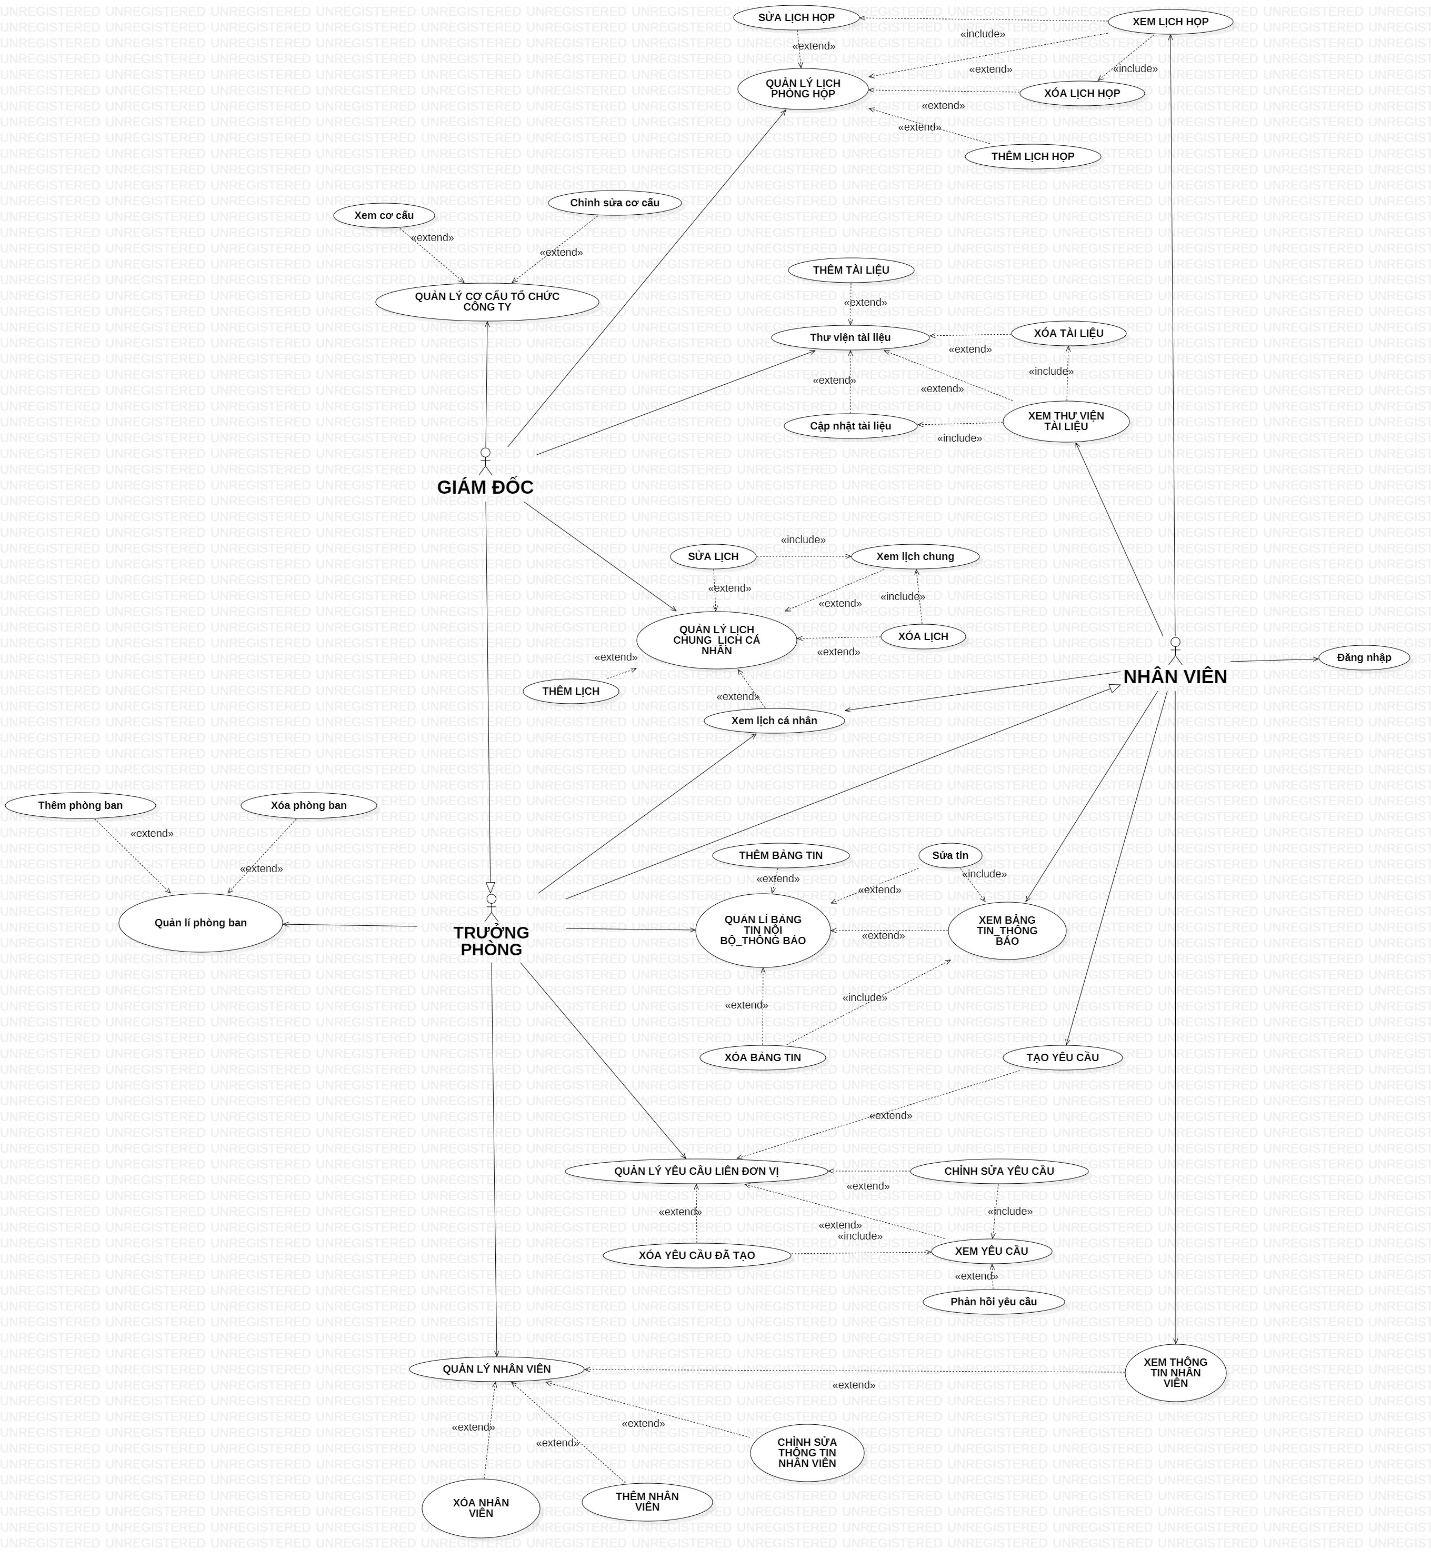 SỬA LỊCH HỌP
XEM LỊCH HỌP
«include»
«extend»
«extend»
«include»
QUẢN LÝ LỊCH
PHÒNG HỌP
XÓA LỊCH HỌP
«extend»
«extend»
THÊM LỊCH HỌP
Xem cơ cấu
Chỉnh sửa cơ cấu
«extend»
«extend»
QUẢN LÝ CƠ CẤU TỔ CHỨC
CÔNG TY
THÊM TÀI LIỆU
«extend»
Thư viện tài liệu
XÓA TÀI LIỆU
«extend»
«include»
«extend»
«extend»
Cập nhật tài liệu
XEM THƯ VIỆN
TÀI LIỆU
«include»
GIÁM ĐỐC
«include»
SỬA LỊCH
Xem lịch chung
«extend»
«extend»
«include»
QUẢN LÝ LỊCH
CHUNG_LỊCH CÁ
NHÂN
XÓA LỊCH
«extend»
«extend»
THÊM LỊCH
«extend»
Xem lịch cá nhân
NHÂN VIÊN
Đăng nhập
Thêm phòng ban
Xóa phòng ban
«extend»
«extend»
Quản lí phòng ban
TRƯỞNG
PHÒNG
THÊM BẢNG TIN
Sửa tin
«extend»
«extend»
«include»
QUẢN LÍ BẢNG
TIN NỘI
BỘ_THÔNG BÁO
XEM BẢNG
TIN_THÔNG
BÁO
«extend»
«extend»
«include»
XÓA BẢNG TIN
TẠO YÊU CẦU
«extend»
QUẢN LÝ YÊU CẦU LIÊN ĐƠN VỊ
CHỈNH SỬA YÊU CẦU
«extend»
«extend»
«include»
«extend»
«include»
XÓA YÊU CẦU ĐÃ TẠO
XEM YÊU CẦU
«extend»
Phản hồi yêu cầu
QUẢN LÝ NHÂN VIÊN
XEM THÔNG
TIN NHÂN
VIÊN
«extend»
«extend»
«extend»
«extend»
CHỈNH SỬA
THÔNG TIN
NHÂN VIÊN
XÓA NHÂN
VIÊN
THÊM NHÂN
VIÊN